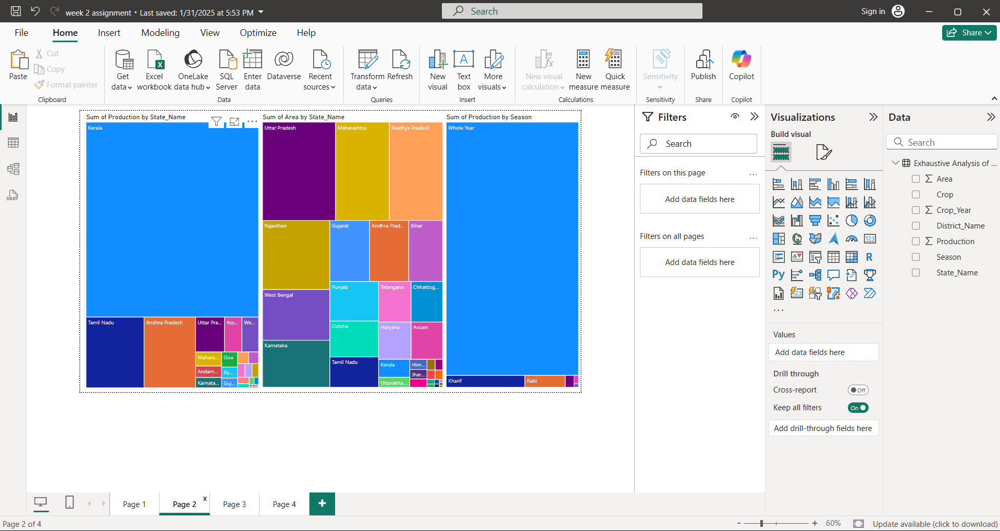 week 2 assignment • Last saved: 1/31/2025 at 5:53 PM
Search
Sign in
File Home Insert Modeling View Optimize Help
Share
Paste
Cut
Copy
Format painter
Clipboard
Get data
Excel workbook
OneLake data hub
SQL Server
Enter data
Dataverse
Recent sources
Data
Transform data
Refresh
Queries
New visual
Text box
More visuals
Insert
New visual calculation
New measure
Quick measure
Calculations
Sensitivity
Sensitivity
Publish
Share
Copilot
Copilot
Sum of Production by State_Name
Kerala
Tamil Nadu
Andhra Pradesh
Uttar Pra...
Ass...
We...
Mahara...
Goa
Andam...
Pu...
Karnata...
Guj...
Sum of Area by State_Name
Uttar Pradesh
Maharashtra
Madhya Pradesh
Rajasthan
Gujarat
Andhra Prad...
Bihar
West Bengal
Punjab
Telangana
Chhattisg...
Odisha
Haryana
Assam
Karnataka
Tamil Nadu
Kerala
Him...
Jhar...
Uttarakha...
Sum of Production by Season
Whole Year
Kharif
Rabi
Filters
Search
Filters on this page
...
Add data fields here
Filters on all pages
...
Add data fields here
Visualizations
Build visual
123
R
Py
123
...
Values
Add data fields here
Drill through
Cross-report
Off
Keep all filters
On
Add drill-through fields here
Data
Search
Exhaustive Analysis of ...
Area
Crop
Crop_Year
District_Name
Production
Season
State_Name
DAX
Page 1
Page 2
x
Page 3
Page 4
+
Page 2 of 4
- + 60%
Update available (click to download)